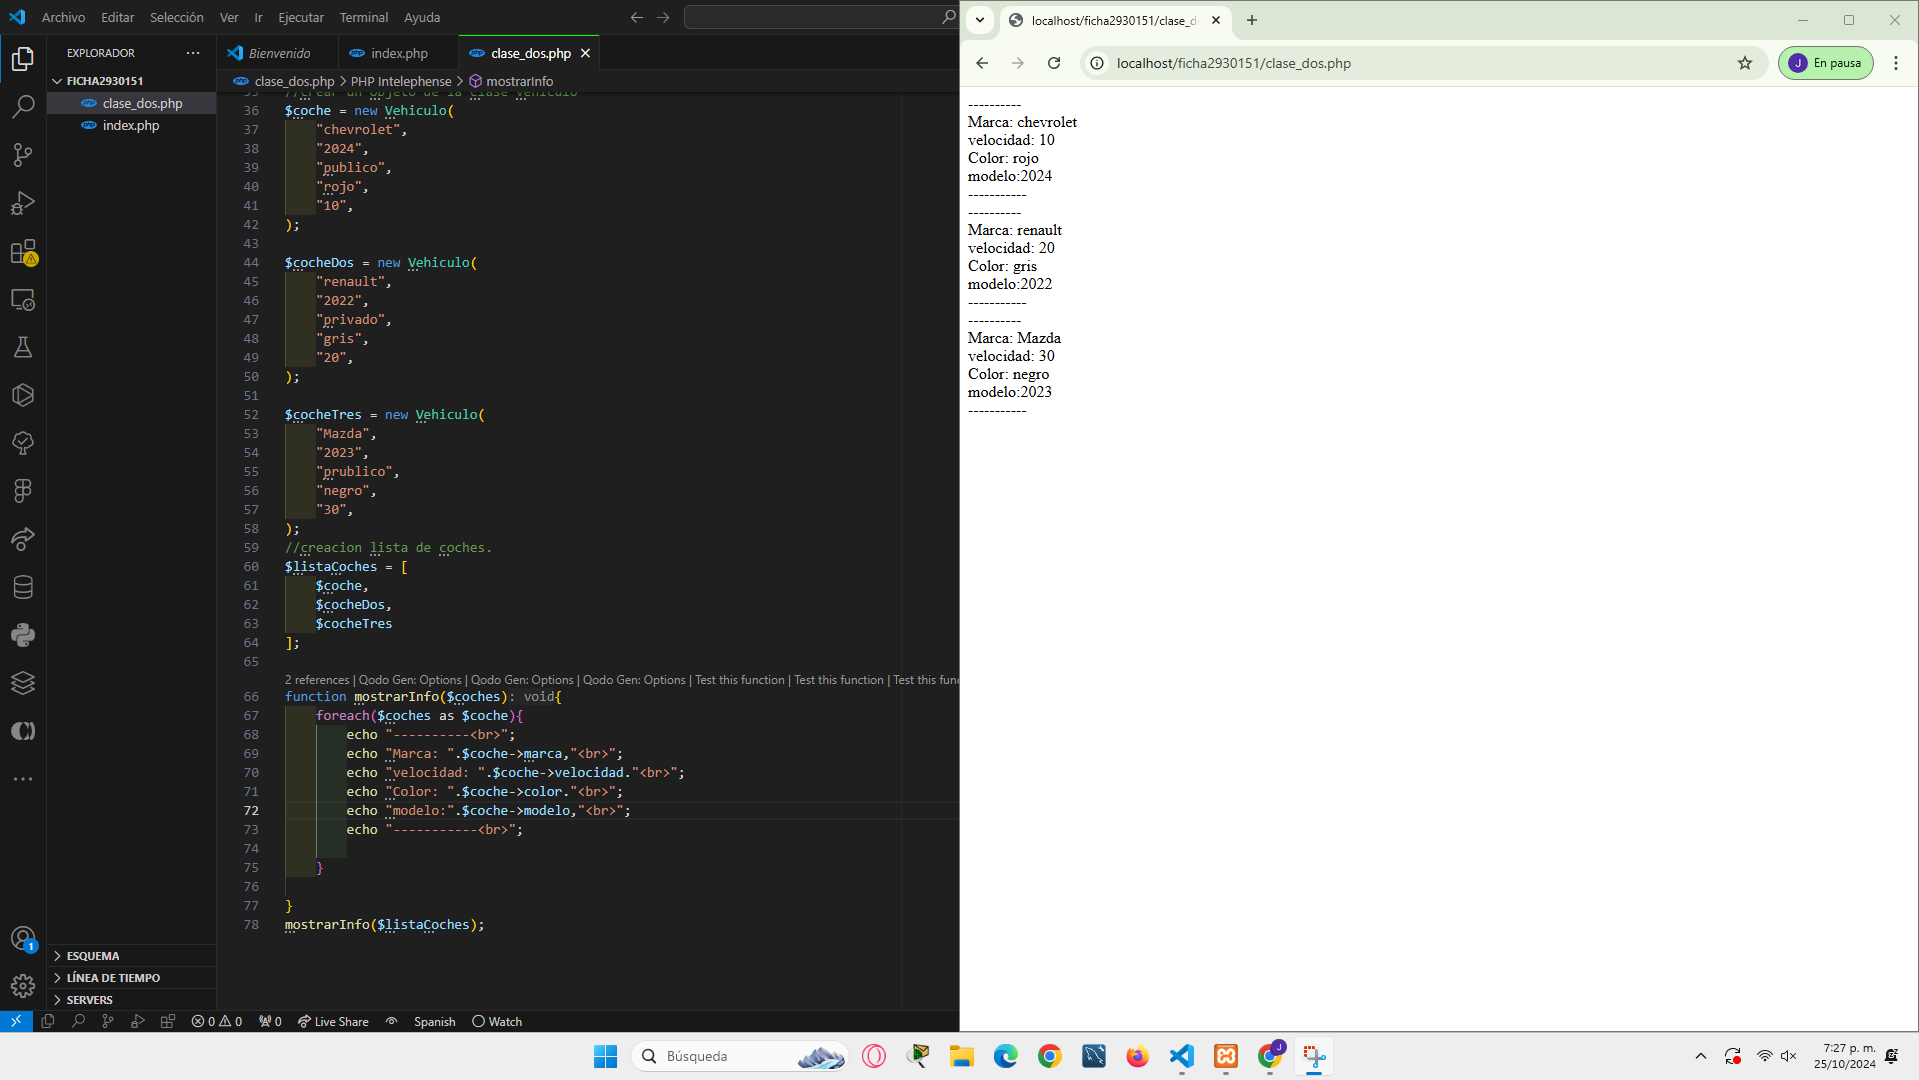 Archivo Editar Selección Ver Ir Ejecutar Terminal Ayuda
EXPLORADOR
FICHA2930151
clase_dos.php
index.php
ESQUEMA
LÍNEA DE TIEMPO
SERVERS
Bienvenido index.php clase_dos.php
clase_dos.php > PHP Intelephense > mostrarInfo
35 //crear un objeto de la clase vehiculo
36 $coche = new Vehiculo(
37 "chevrolet",
38 "2024",
39 "publico",
40 "rojo",
41 "10",
42 );
43
44 $cocheDos = new Vehiculo(
45 "renault",
46 "2022",
47 "privado",
48 "gris",
49 "20",
50 );
51
52 $cocheTres = new Vehiculo(
53 "Mazda",
54 "2023",
55 "prublico",
56 "negro",
57 "30",
58 );
59 //creacion lista de coches.
60 $listaCoches = [
61 $coche,
62 $cocheDos,
63 $cocheTres
64 ];
65
2 references | Qodo Gen: Options | Qodo Gen: Options | Qodo Gen: Options | Test this function | Test this function | Test this fun
66 function mostrarInfo($coches): void{
67 foreach($coches as $coche){
68 echo "----------<br>";
69 echo "Marca: ".$coche->marca,"<br>";
70 echo "velocidad: ".$coche->velocidad."<br>";
71 echo "Color: ".$coche->color."<br>";
72 echo "modelo:".$coche->modelo,"<br>";
73 echo "-----------<br>";
74
75 }
76
77 }
78 mostrarInfo($listaCoches);
0 0 0 Live Share Spanish Watch
1
localhost/ficha2930151/clase_d
localhost/ficha2930151/clase_dos.php
J En pausa
----------
Marca: chevrolet
velocidad: 10
Color: rojo
modelo:2024
-----------
----------
Marca: renault
velocidad: 20
Color: gris
modelo:2022
-----------
----------
Marca: Mazda
velocidad: 30
Color: negro
modelo:2023
-----------
Búsqueda
J
7:27 p. m.
25/10/2024